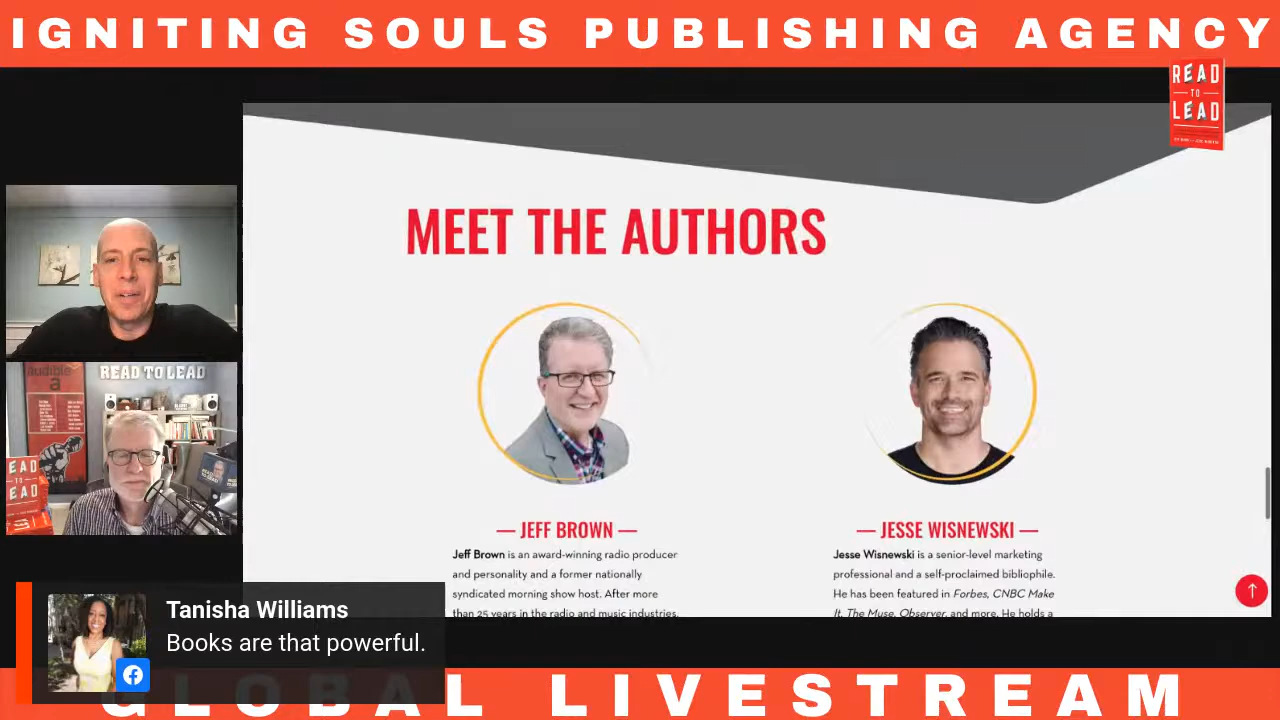 IGNITING SOULS PUBLISHING AGENCY
READ
TO
LEAD
MEET THE AUTHORS
audible
a
READ TO LEAD
EAD
TO
EAD
— JEFF BROWN —
Jeff Brown is an award-winning radio producer
and personality and a former nationally
syndicated morning show host. After more
than 25 years in the radio and music industries,
— JESSE WISNEWSKI —
Jesse Wisnewski is a senior-level marketing
professional and a self-proclaimed bibliophile.
He has been featured in Forbes, CNBC Make
It, The Muse, Observer, and more. He holds a
Tanisha Williams
Books are that powerful.
GLOBAL LIVESTREAM